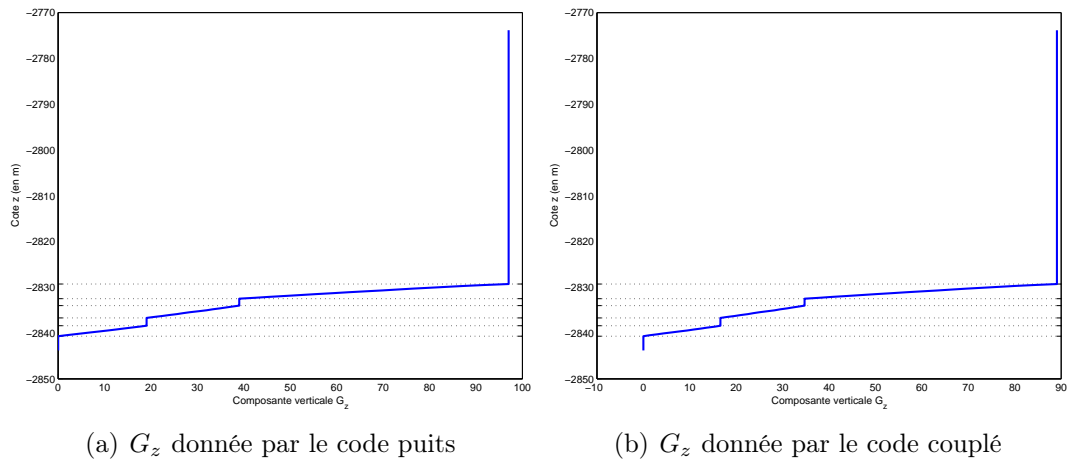 −2770
−2780
−2790
−2800
−2810
−2820
−2830
−2840
−2850
Cote z (en m)
0 10 20 30 40 50 60 70 80 90 100
Composante verticale G_z
(a) G_z donnée par le code puits
−2770
−2780
−2790
−2800
−2810
−2820
−2830
−2840
−2850
Cote z (en m)
−10 0 10 20 30 40 50 60 70 80 90
Composante verticale G_z
(b) G_z donnée par le code couplé